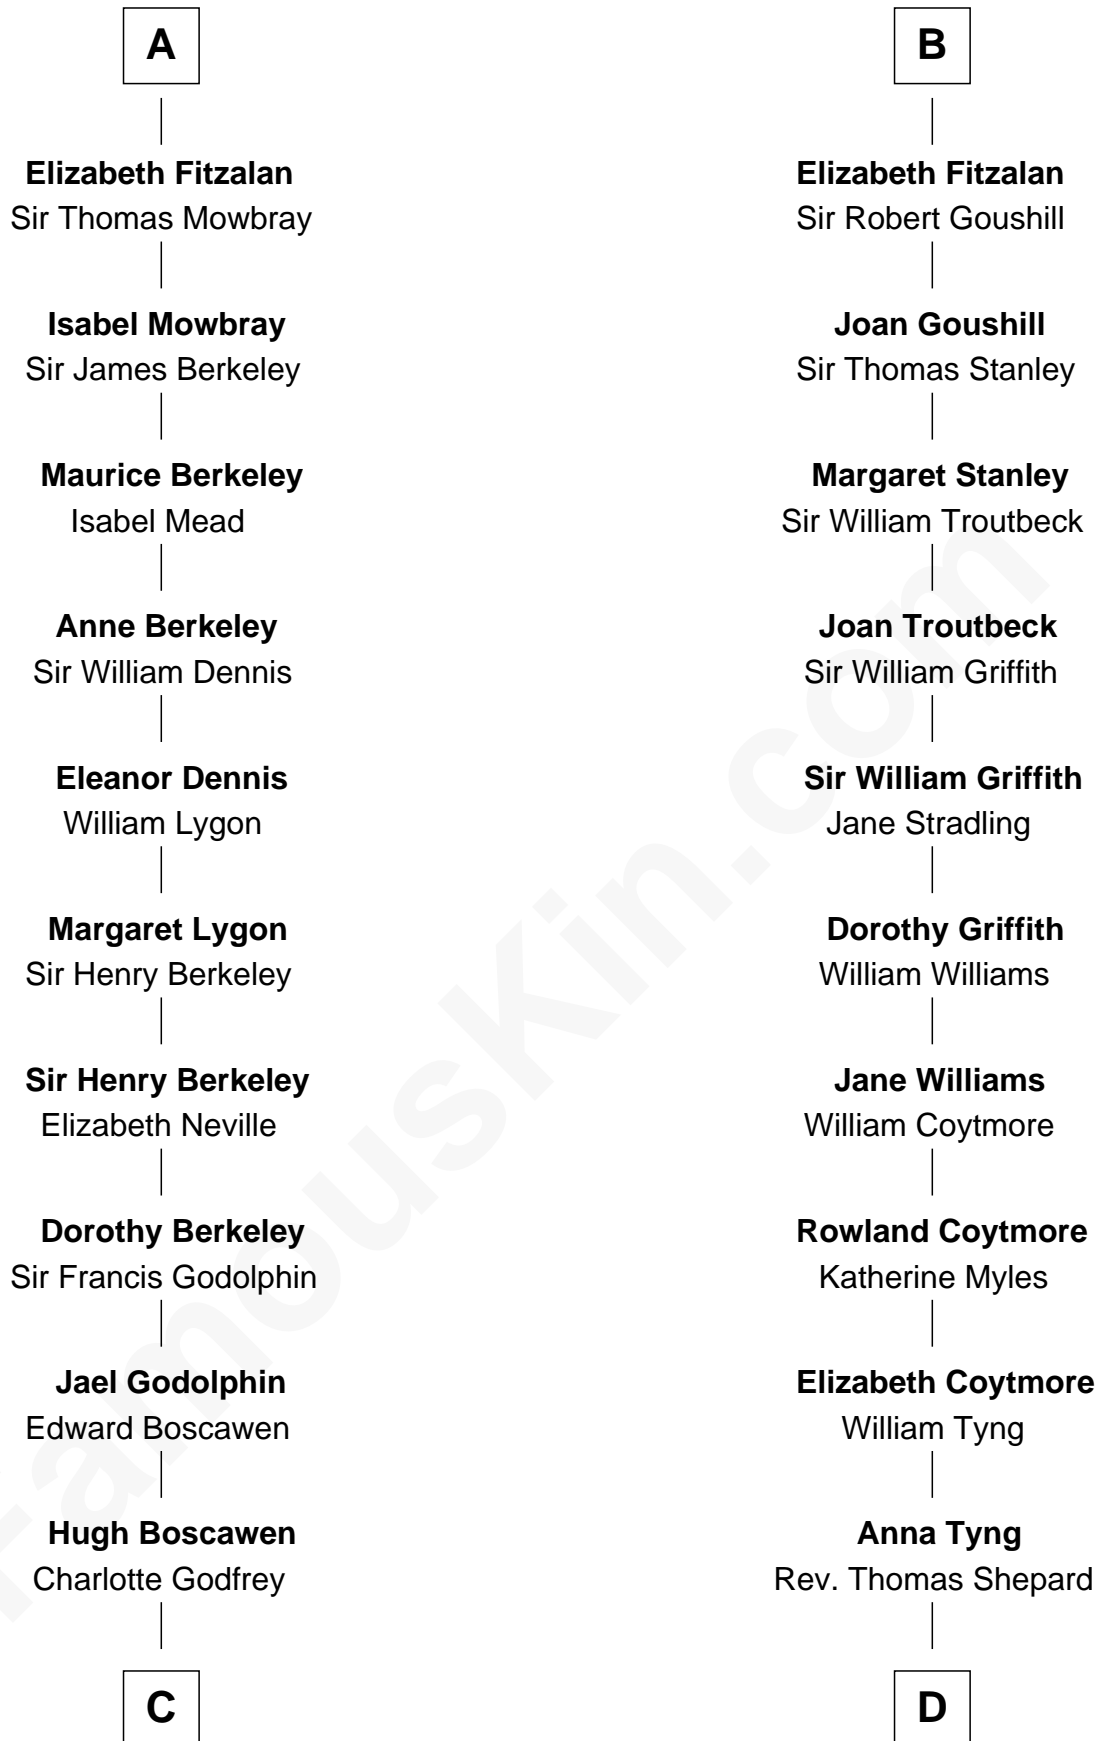 A
Elizabeth Fitzalan
Sir Thomas Mowbray
Isabel Mowbray
Sir James Berkeley
Maurice Berkeley
Isabel Mead
Anne Berkeley
Sir William Dennis
Eleanor Dennis
William Lygon
Margaret Lygon
Sir Henry Berkeley
Sir Henry Berkeley
Elizabeth Neville
Dorothy Berkeley
Sir Francis Godolphin
Jael Godolphin
Edward Boscawen
Hugh Boscawen
Charlotte Godfrey
C
B
Elizabeth Fitzalan
Sir Robert Goushill
Joan Goushill
Sir Thomas Stanley
Margaret Stanley
Sir William Troutbeck
Joan Troutbeck
Sir William Griffith
Sir William Griffith
Jane Stradling
Dorothy Griffith
William Williams
Jane Williams
William Coytmore
Rowland Coytmore
Katherine Myles
Elizabeth Coytmore
William Tyng
Anna Tyng
Rev. Thomas Shepard
D
FamousKin.com